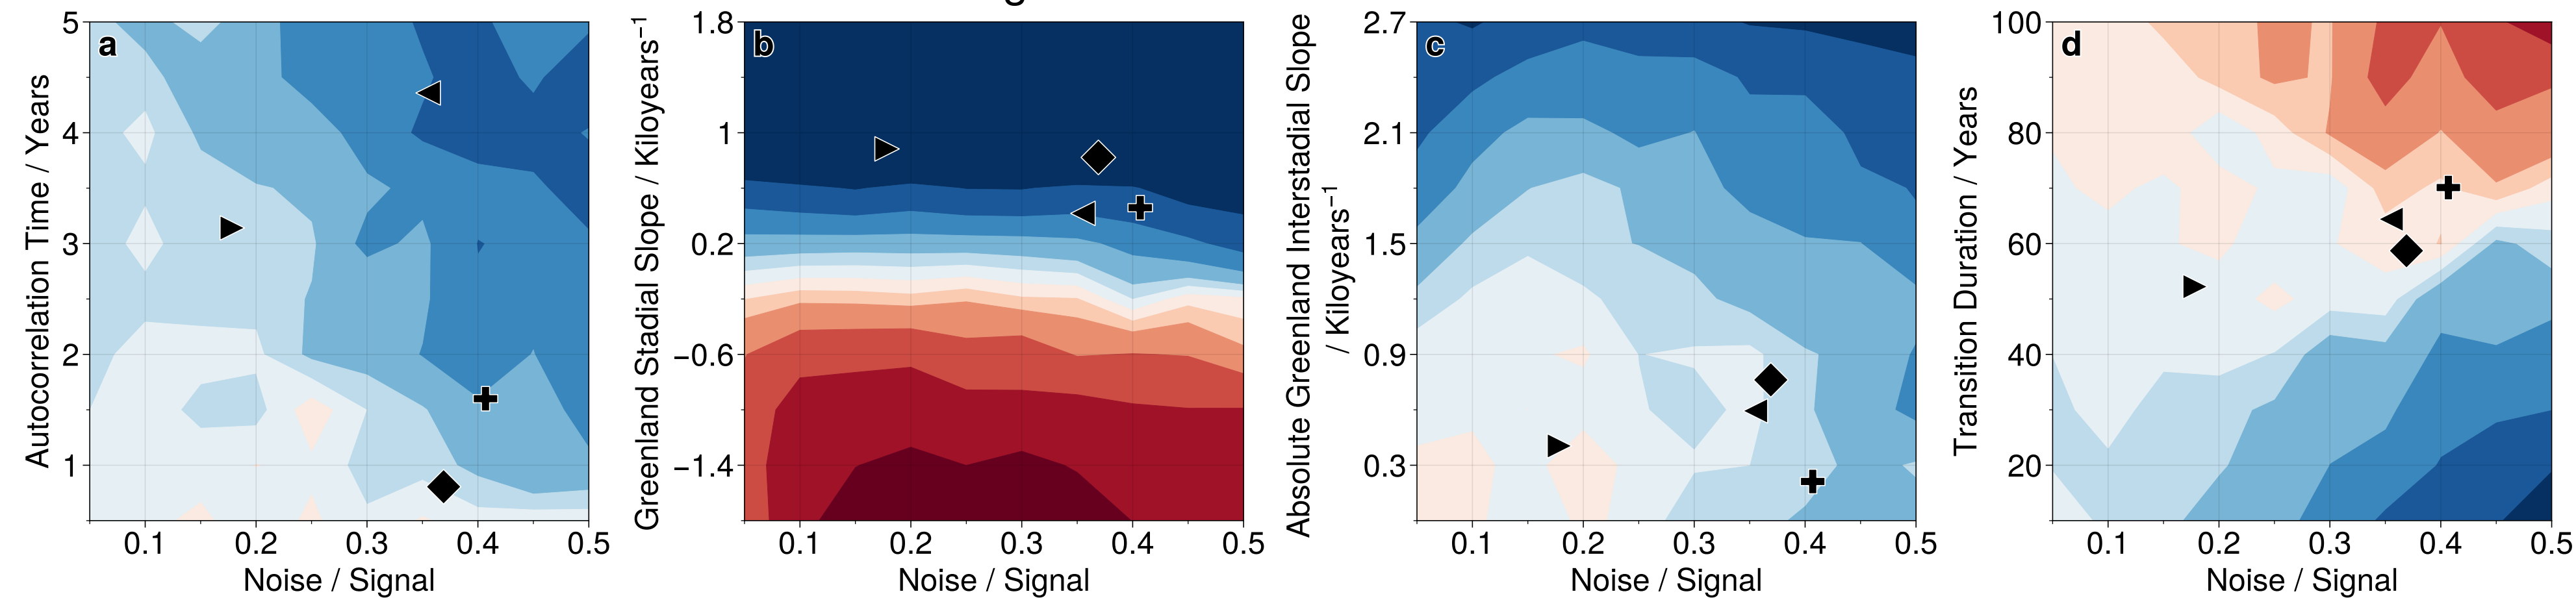 a
5
4
3
2
1
0.1 0.2 0.3 0.4 0.5
Noise / Signal
Autocorrelation Time / Years
b
1.8
1
0.2
−0.6
−1.4
0.1 0.2 0.3 0.4 0.5
Noise / Signal
Greenland Stadial Slope / Kiloyears⁻¹
c
2.7
2.1
1.5
0.9
0.3
0.1 0.2 0.3 0.4 0.5
Noise / Signal
Absolute Greenland Interstadial Slope
/ Kiloyears⁻¹
d
100
80
60
40
20
0.1 0.2 0.3 0.4 0.5
Noise / Signal
Transition Duration / Years